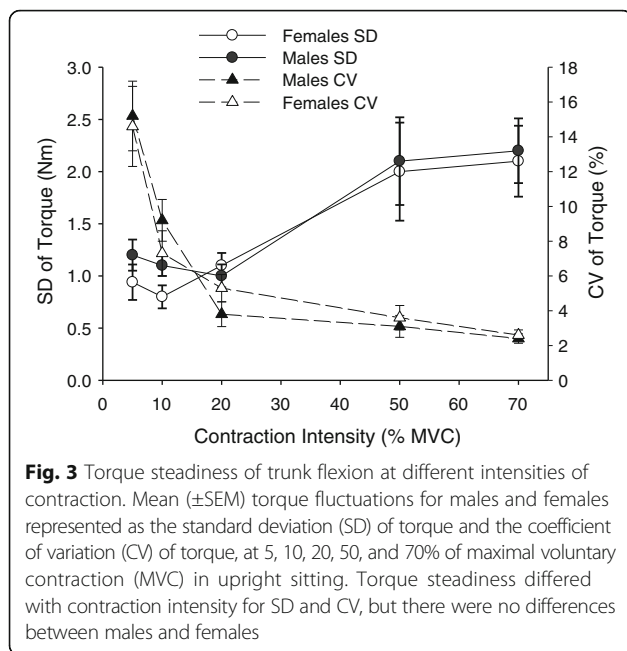 Females SD
Males SD
Males CV
Females CV
3.0
2.5
2.0
1.5
1.0
0.5
0.0
SD of Torque (Nm)
18
16
14
12
10
8
6
4
2
0
CV of Torque (%)
0 10 20 30 40 50 60 70
Contraction Intensity (% MVC)
Fig. 3 Torque steadiness of trunk flexion at different intensities of
contraction. Mean (±SEM) torque fluctuations for males and females
represented as the standard deviation (SD) of torque and the coefficient
of variation (CV) of torque, at 5, 10, 20, 50, and 70% of maximal voluntary
contraction (MVC) in upright sitting. Torque steadiness differed
with contraction intensity for SD and CV, but there were no differences
between males and females